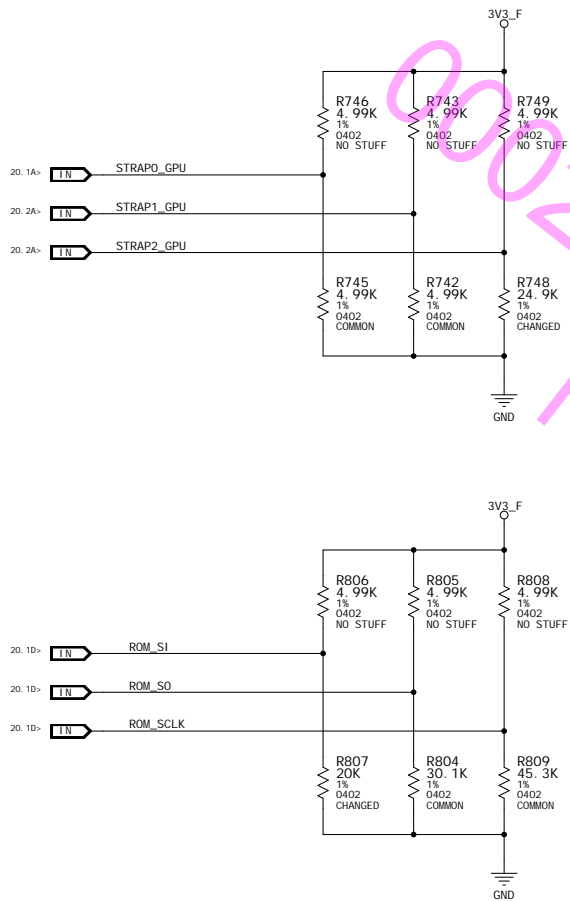 3V3_F
R746
4.99K
1%
0402
NO STUFF
R743
4.99K
1%
0402
NO STUFF
R749
4.99K
1%
0402
NO STUFF
20.1A> IN STRAP0_GPU
20.2A> IN STRAP1_GPU
20.2A> IN STRAP2_GPU
R745
4.99K
1%
0402
COMMON
R742
4.99K
1%
0402
COMMON
R748
24.9K
1%
0402
CHANGED
GND
3V3_F
R806
4.99K
1%
0402
NO STUFF
R805
4.99K
1%
0402
NO STUFF
R808
4.99K
1%
0402
NO STUFF
20.1D> IN ROM_SI
20.1D> IN ROM_SO
20.1D> IN ROM_SCLK
R807
20K
1%
0402
CHANGED
R804
30.1K
1%
0402
COMMON
R809
45.3K
1%
0402
COMMON
GND
0002